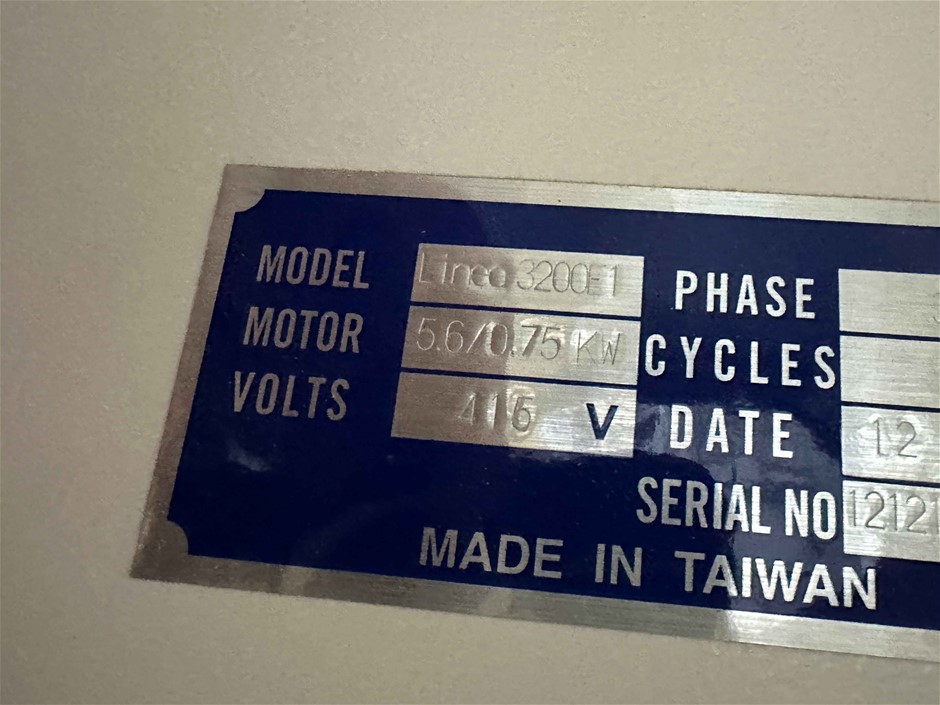 MODEL Linea 3200E1 PHASE
MOTOR 5.6/0.75 KW CYCLES
VOLTS 415 V DATE 12
SERIAL NO 12121
MADE IN TAIWAN